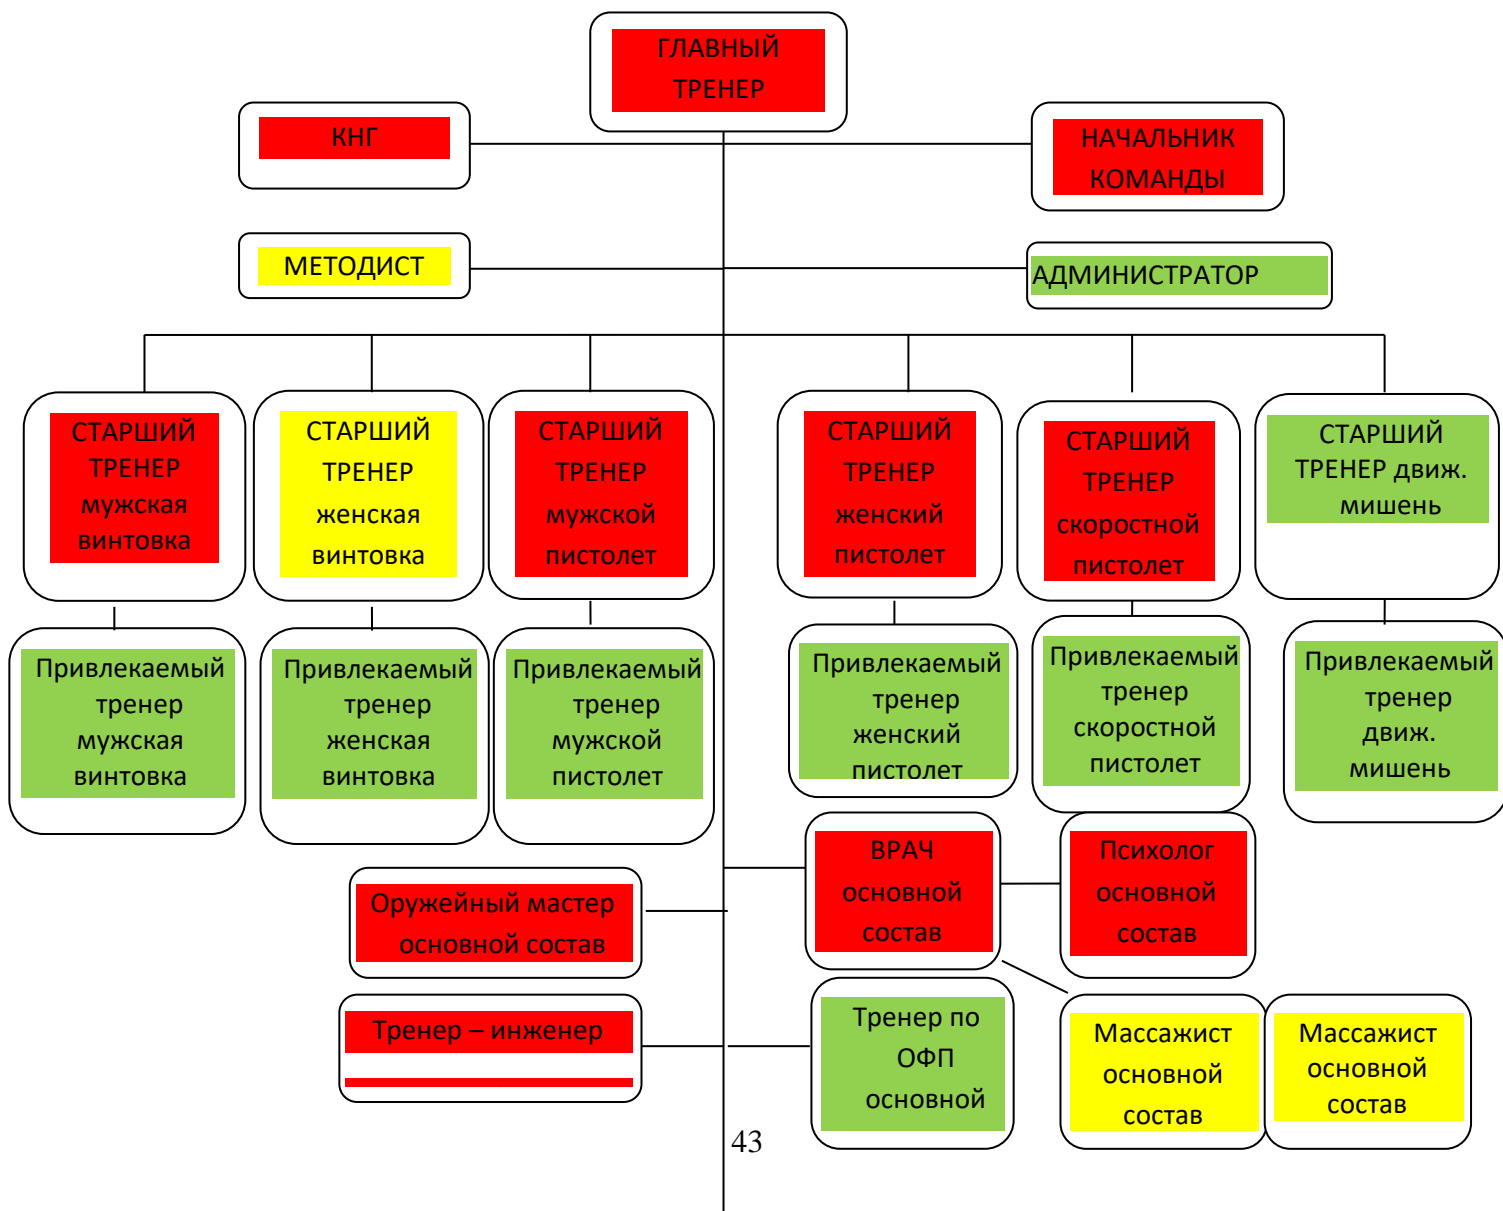 ГЛАВНЫЙ
ТРЕНЕР
КНГ
НАЧАЛЬНИК
КОМАНДЫ
МЕТОДИСТ
АДМИНИСТРАТОР
СТАРШИЙ
ТРЕНЕР
мужская
винтовка
СТАРШИЙ
ТРЕНЕР
женская
винтовка
СТАРШИЙ
ТРЕНЕР
мужской
пистолет
СТАРШИЙ
ТРЕНЕР
женский
пистолет
СТАРШИЙ
ТРЕНЕР
скоростной
пистолет
СТАРШИЙ
ТРЕНЕР движ.
мишень
Привлекаемый
тренер
мужская
винтовка
Привлекаемый
тренер
женская
винтовка
Привлекаемый
тренер
мужской
пистолет
Привлекаемый
тренер
женский
пистолет
Привлекаемый
тренер
скоростной
пистолет
Привлекаемый
тренер
движ.
мишень
Оружейный мастер
основной состав
ВРАЧ
основной
состав
Психолог
основной
состав
Тренер – инженер
Тренер по
ОФП
основной
Массажист
основной
состав
Массажист
основной
состав
43